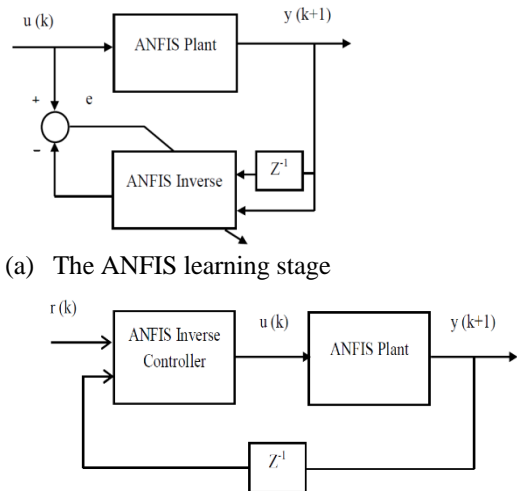 u (k)
y (k+1)
ANFIS Plant
+
e
−
Z-1
ANFIS Inverse
(a) The ANFIS learning stage
r (k)
ANFIS Inverse
Controller
u (k)
ANFIS Plant
y (k+1)
Z-1